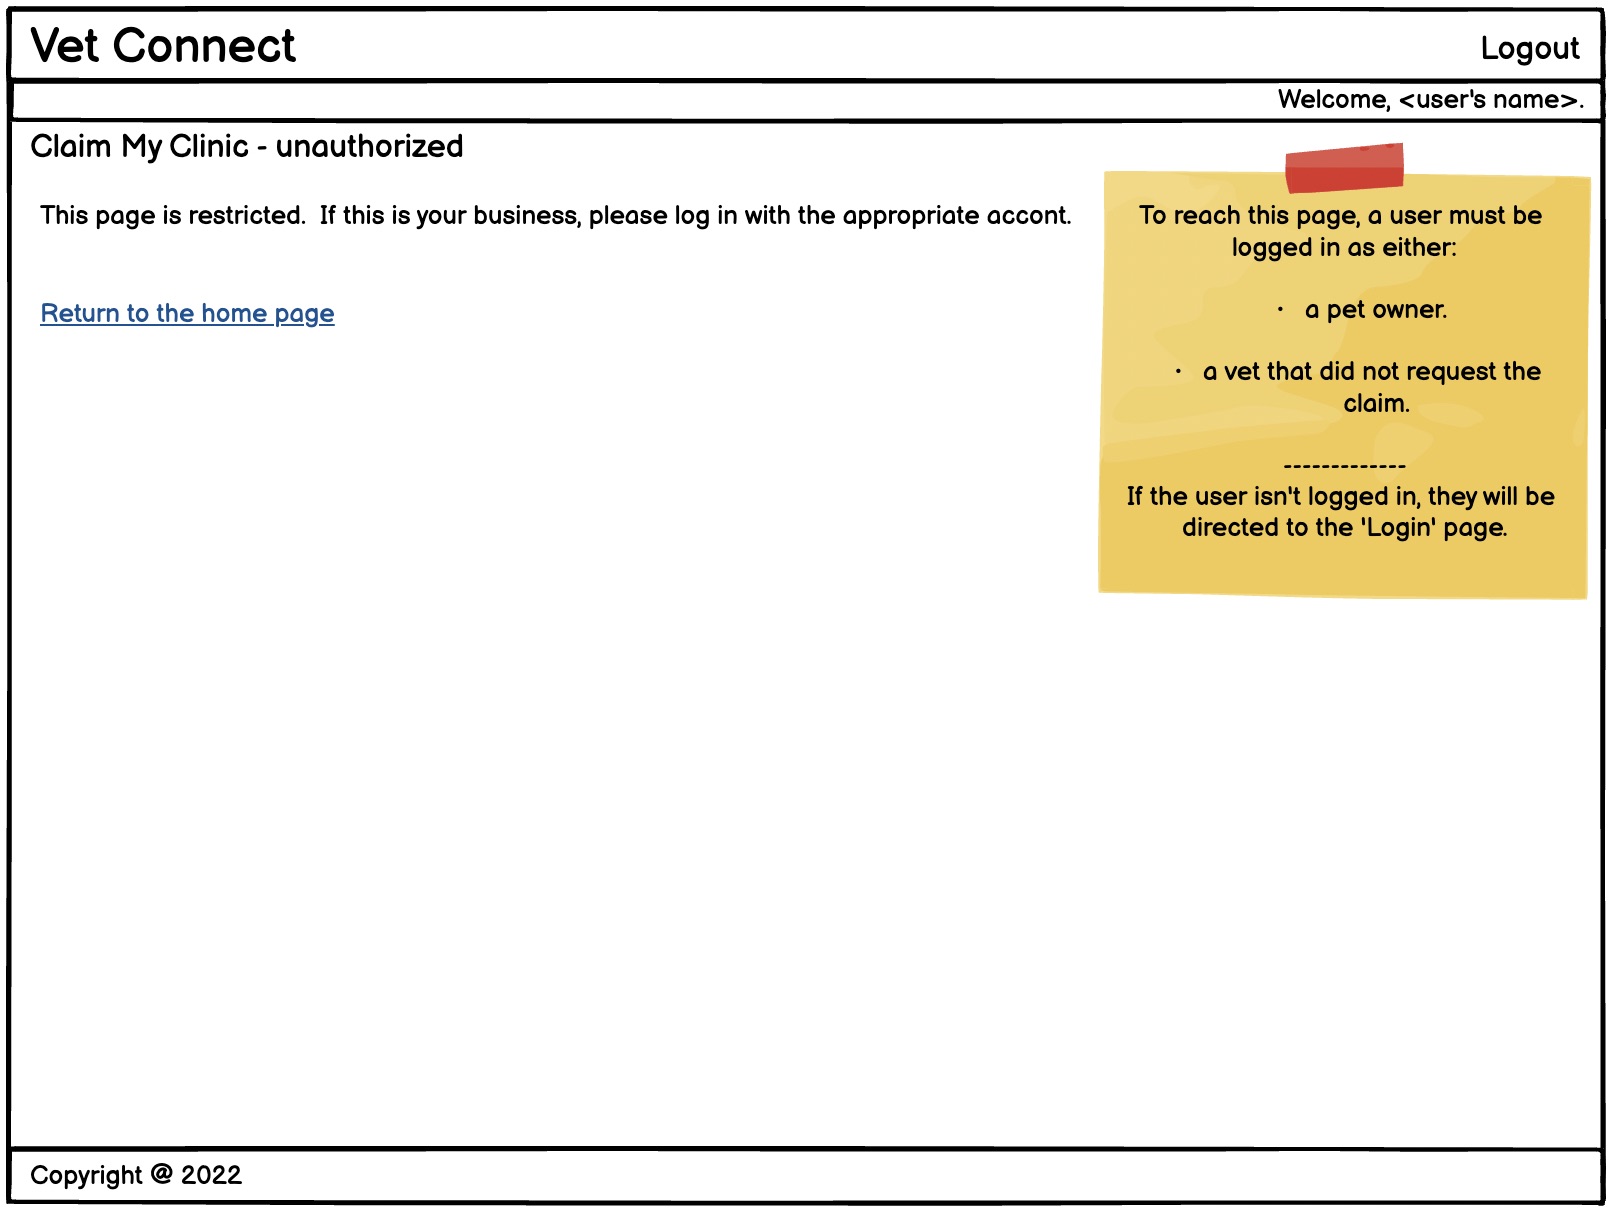 Vet Connect
Logout
Welcome, <user's name>.
Claim My Clinic - unauthorized
This page is restricted.  If this is your business, please log in with the appropriate accont.
Return to the home page
To reach this page, a user must be
logged in as either:
• a pet owner.
• a vet that did not request the
claim.
-------------
If the user isn't logged in, they will be
directed to the 'Login' page.
Copyright @ 2022